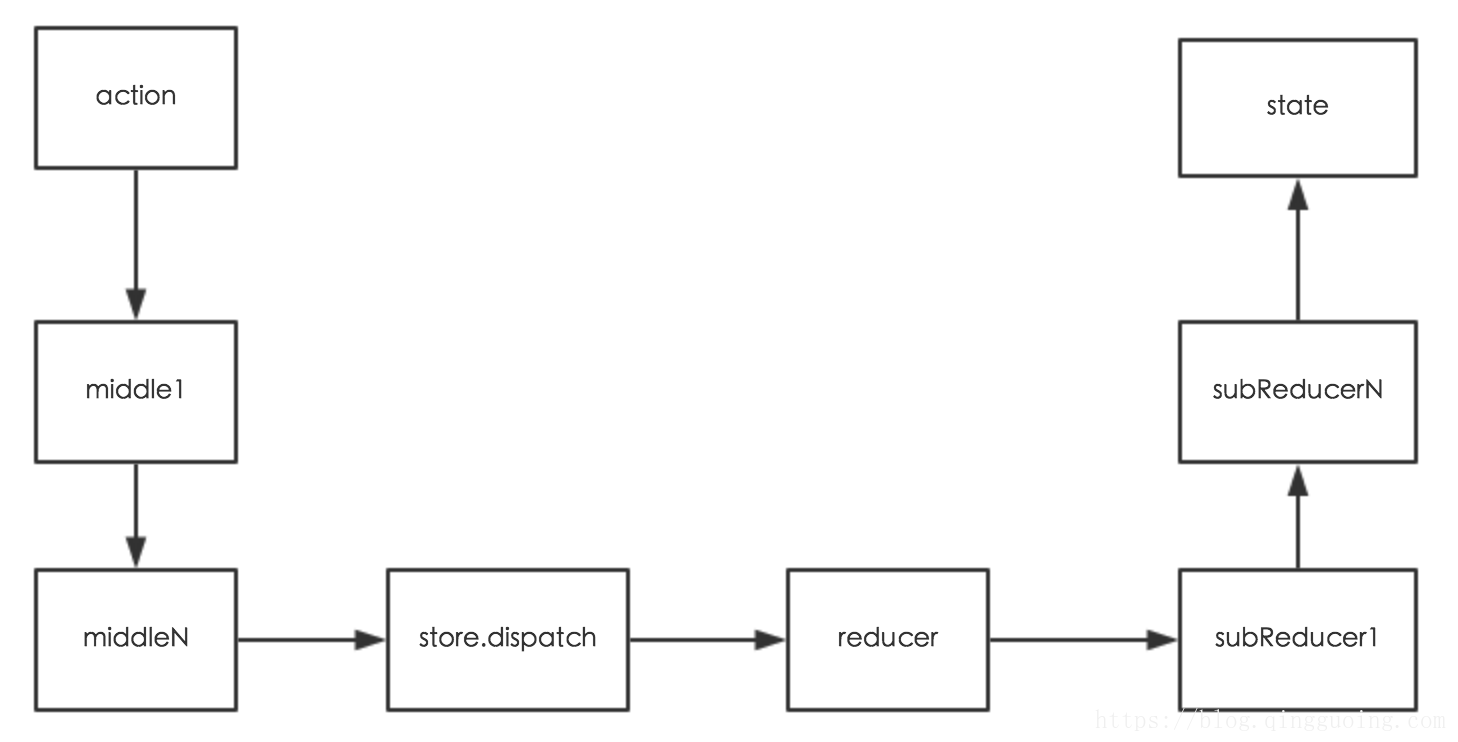 action
middle1
middleN
store.dispatch
reducer
subReducer1
subReducerN
state
https://blog.qingguoing.com